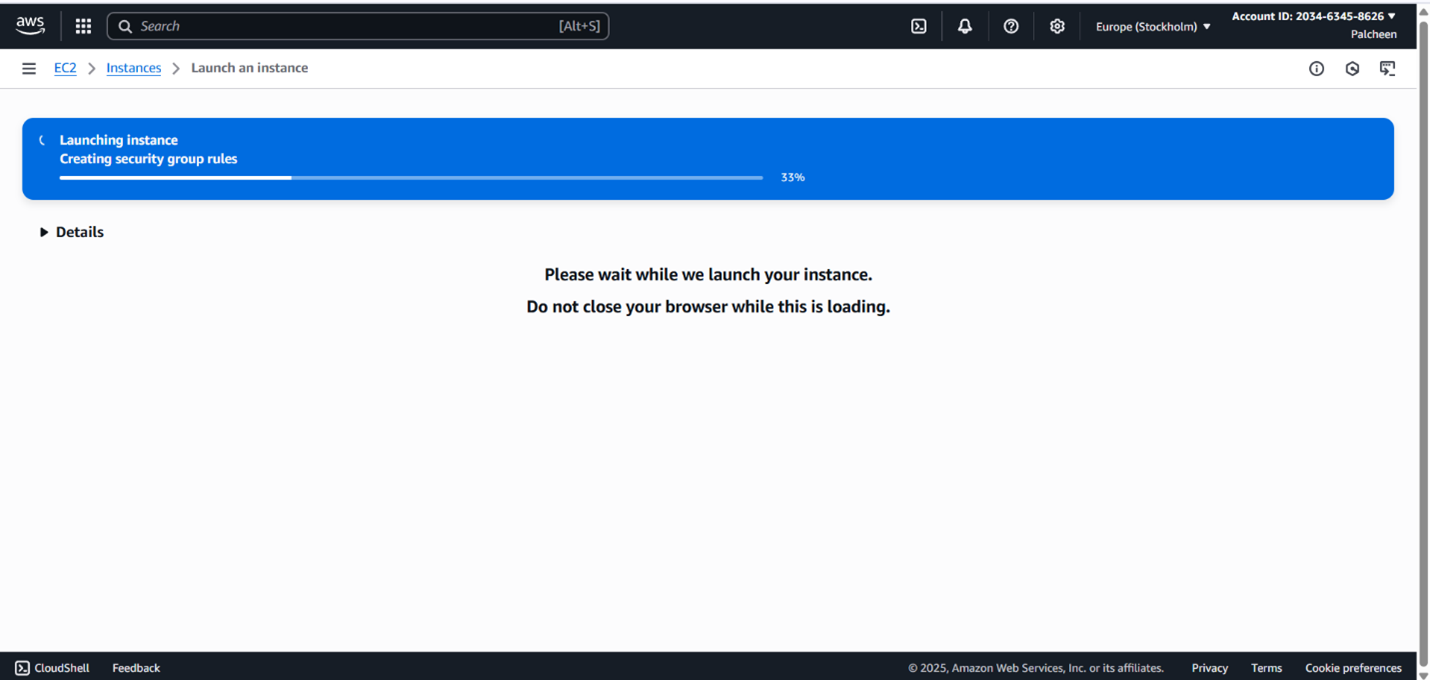 aws
Search [Alt+S]
Europe (Stockholm)
Account ID: 2034-6345-8626
Palcheen
EC2 Instances Launch an instance
Launching instance
Creating security group rules
33%
Details
Please wait while we launch your instance.
Do not close your browser while this is loading.
CloudShell Feedback © 2025, Amazon Web Services, Inc. or its affiliates. Privacy Terms Cookie preferences